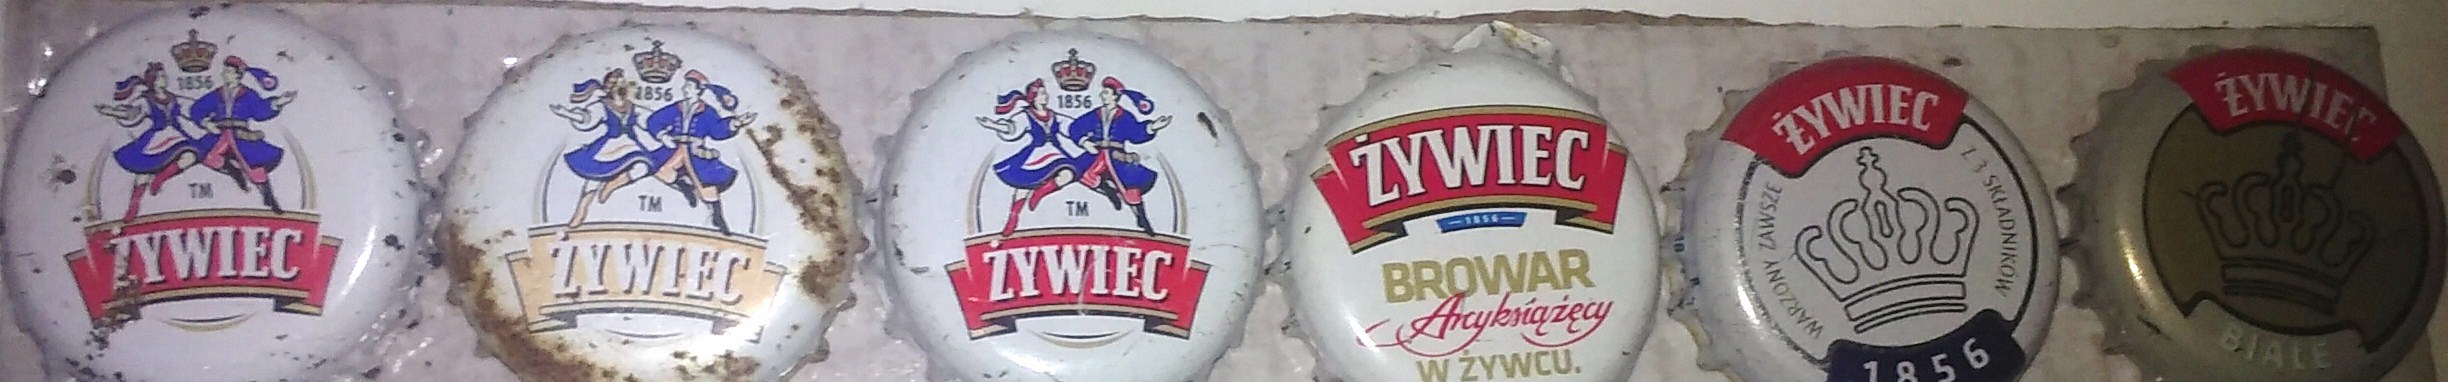 1856
TM
ŻYWIEC
1856
TM
ŻYWIEC
1856
TM
ŻYWIEC
ŻYWIEC
1856
BROWAR
Arcyksiążęcy
W ŻYWCU.
ŻYWIEC
WARZONY ZAWSZE
Z 3 SKŁADNIKÓW
1856
ŻYWIEC
BIAŁE